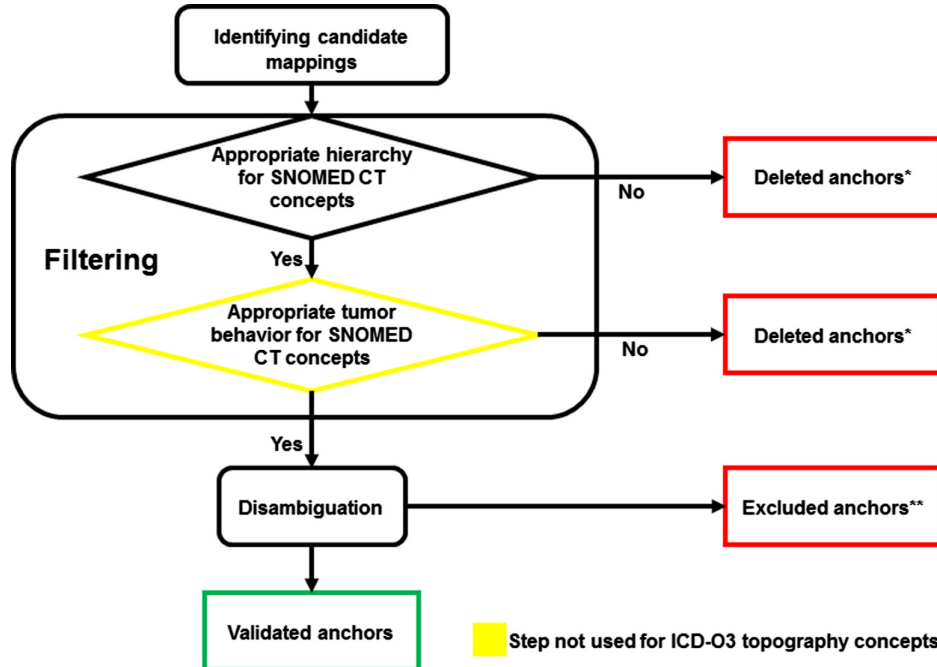 Identifying candidate
mappings
Appropriate hierarchy
for SNOMED CT
concepts
No
Deleted anchors*
Filtering
Yes
Appropriate tumor
behavior for SNOMED
CT concepts
No
Deleted anchors*
Yes
Disambiguation
Excluded anchors**
Validated anchors
Step not used for ICD-O3 topography concepts